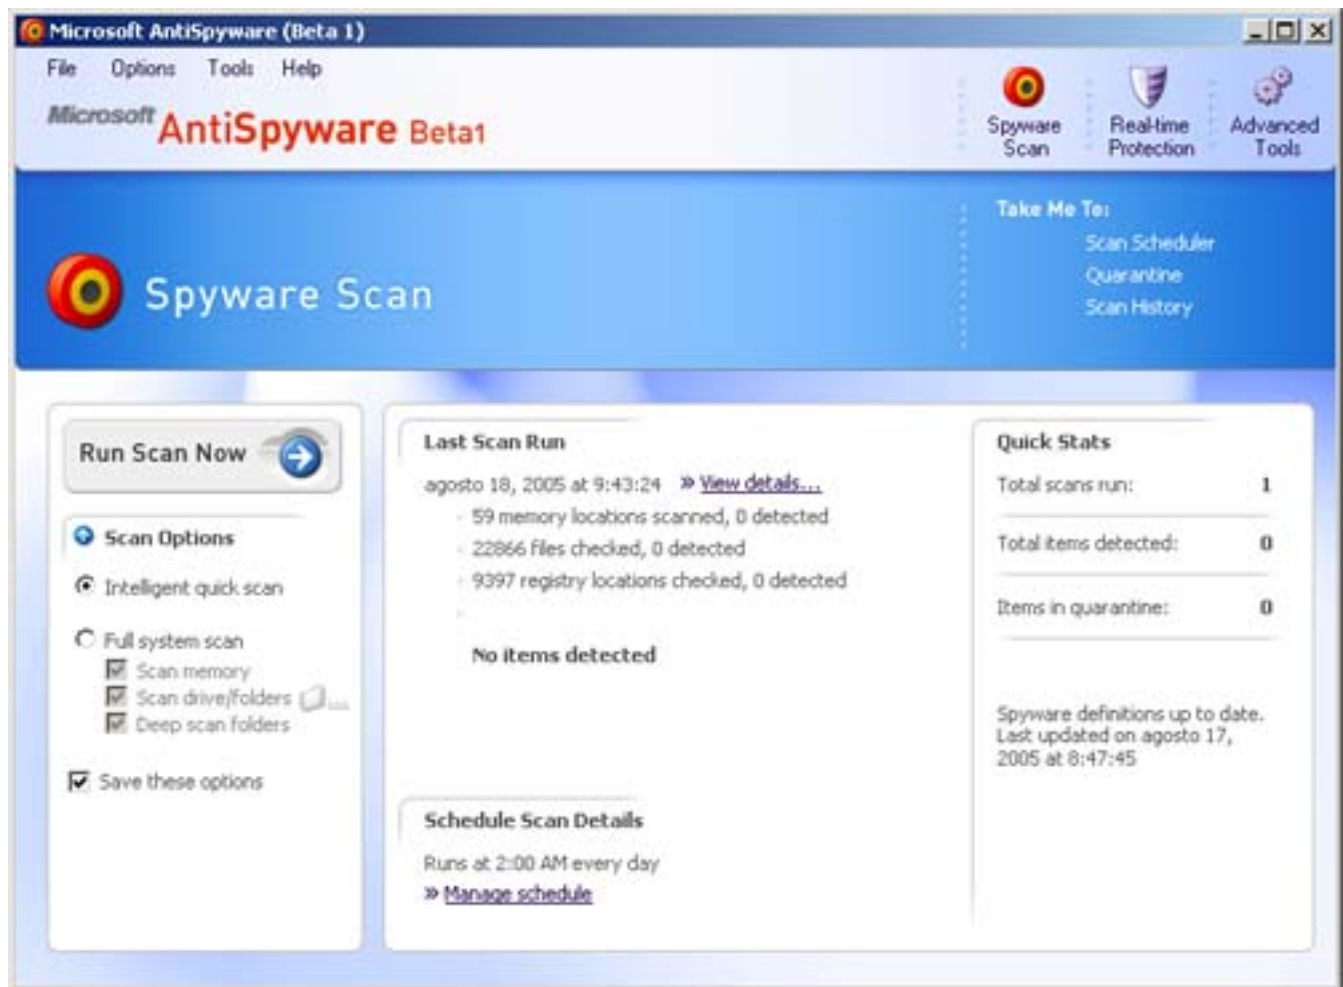 Microsoft AntiSpyware (Beta 1)
File Options Tools Help
Microsoft AntiSpyware Beta1
Spyware Scan
Real-time Protection
Advanced Tools
Take Me To:
Scan Scheduler
Quarantine
Scan History
Spyware Scan
Run Scan Now
Scan Options
Intelligent quick scan
Full system scan
Scan memory
Scan drive/folders ...
Deep scan folders
Save these options
Last Scan Run
agosto 18, 2005 at 9:43:24 » View details...
59 memory locations scanned, 0 detected
22866 files checked, 0 detected
9397 registry locations checked, 0 detected
No items detected
Schedule Scan Details
Runs at 2:00 AM every day
» Manage schedule
Quick Stats
Total scans run: 1
Total items detected: 0
Items in quarantine: 0
Spyware definitions up to date.
Last updated on agosto 17,
2005 at 8:47:45